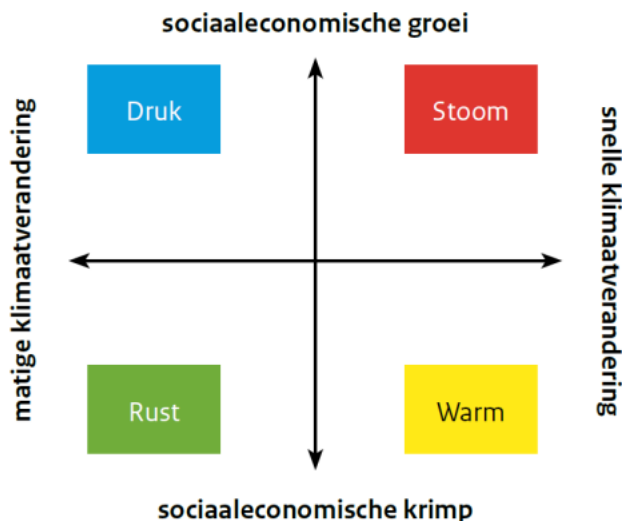 sociaaleconomische groei
Druk
Stoom
matige klimaatverandering
snelle klimaatverandering
Rust
Warm
sociaaleconomische krimp